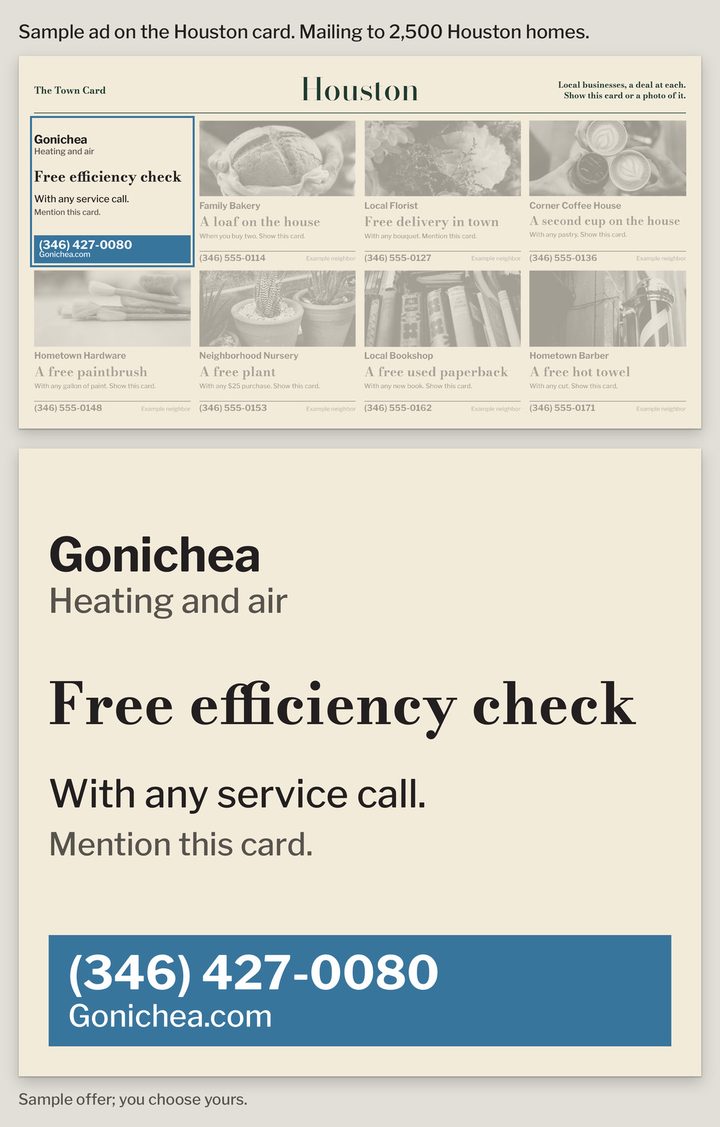 Sample ad on the Houston card. Mailing to 2,500 Houston homes.
The Town Card
Houston
Local businesses, a deal at each.
Show this card or a photo of it.
Gonichea
Heating and air
Free efficiency check
With any service call.
Mention this card.
(346) 427-0080
Gonichea.com
Family Bakery
A loaf on the house
When you buy two. Show this card.
(346) 555-0114
Example neighbor
Local Florist
Free delivery in town
With any bouquet. Mention this card.
(346) 555-0127
Example neighbor
Corner Coffee House
A second cup on the house
With any pastry. Show this card.
(346) 555-0136
Example neighbor
Hometown Hardware
A free paintbrush
With any gallon of paint. Show this card.
(346) 555-0148
Example neighbor
Neighborhood Nursery
A free plant
With any $25 purchase. Show this card.
(346) 555-0153
Example neighbor
Local Bookshop
A free used paperback
With any new book. Show this card.
(346) 555-0162
Example neighbor
Hometown Barber
A free hot towel
With any cut. Show this card.
(346) 555-0171
Example neighbor
Gonichea
Heating and air
Free efficiency check
With any service call.
Mention this card.
(346) 427-0080
Gonichea.com
Sample offer; you choose yours.